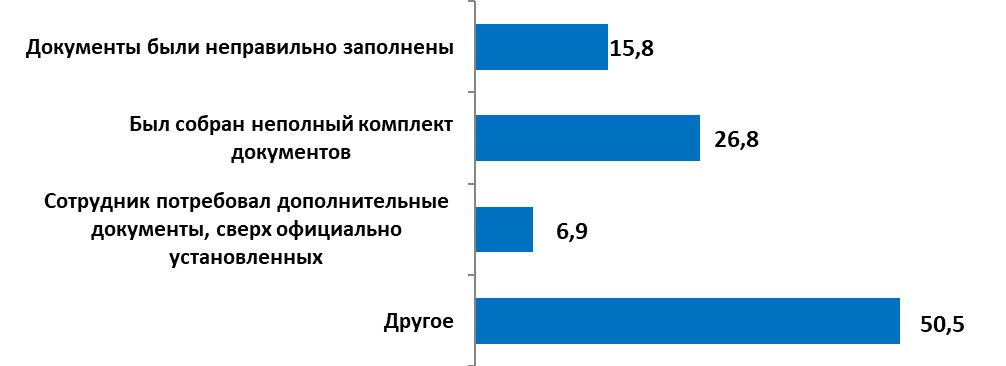 Документы были неправильно заполнены
15,8
Был собран неполный комплект
документов
26,8
Сотрудник потребовал дополнительные
документы, сверх официально
установленных
6,9
Другое
50,5